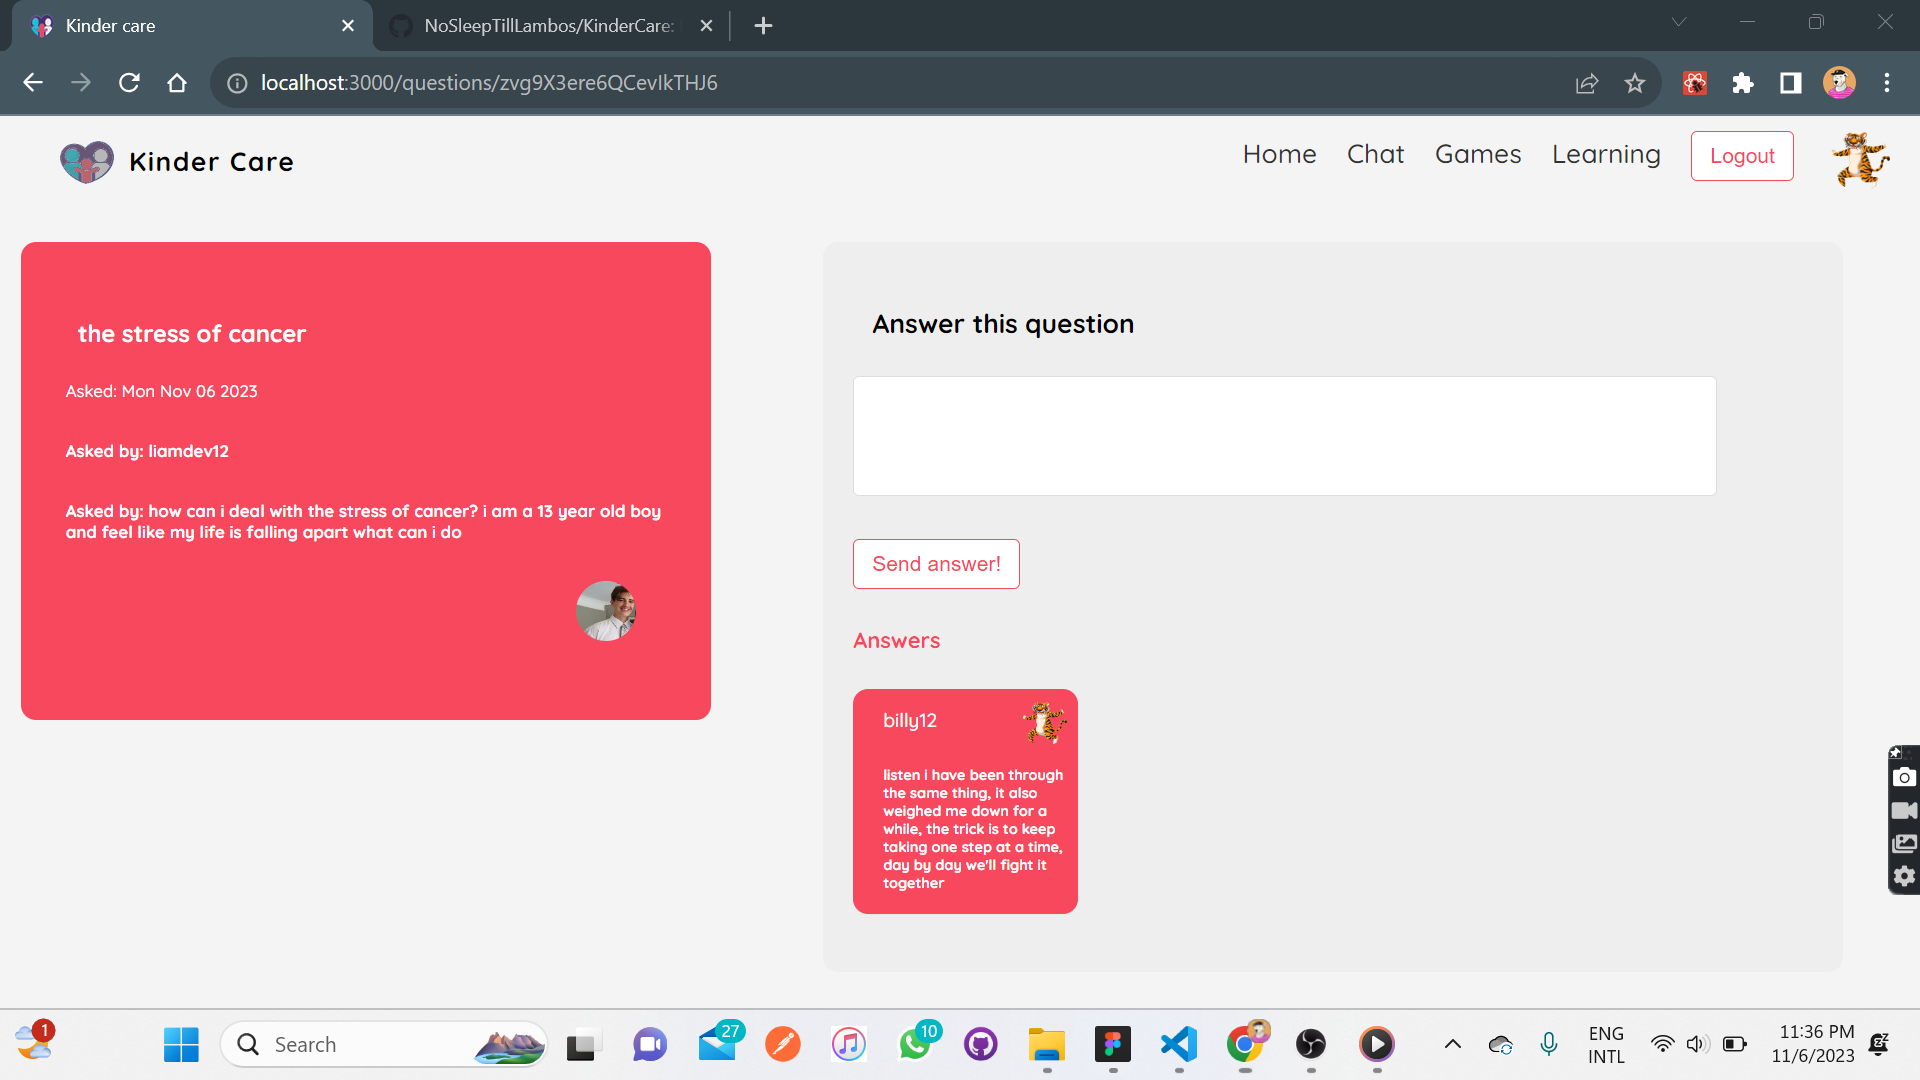 Kinder care
NoSleepTillLambos/KinderCare:
localhost:3000/questions/zvg9X3ere6QCevIkTHJ6
Kinder Care
Home
Chat
Games
Learning
Logout
the stress of cancer
Asked: Mon Nov 06 2023
Asked by: liamdev12
Asked by: how can i deal with the stress of cancer? i am a 13 year old boy
and feel like my life is falling apart what can i do
Answer this question
Send answer!
Answers
billy12
listen i have been through
the same thing, it also
weighed me down for a
while, the trick is to keep
taking one step at a time,
day by day we'll fight it
together
1
Search
27
10
ENG
INTL
11:36 PM
11/6/2023